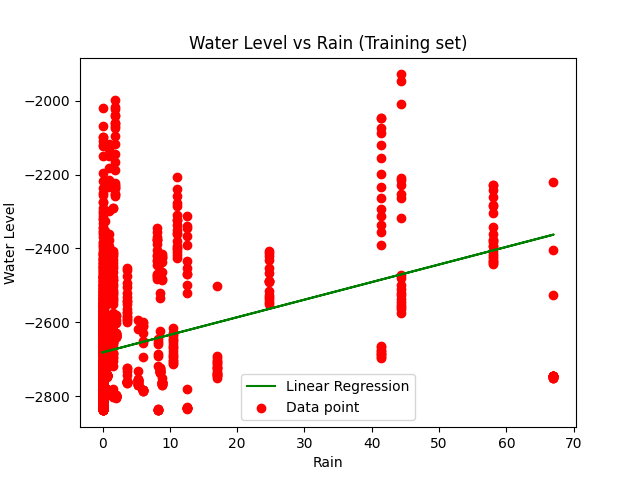 Water Level vs Rain (Training set)
−2000
−2200
−2400
−2600
−2800
Water Level
Linear Regression
Data point
0 10 20 30 40 50 60 70
Rain